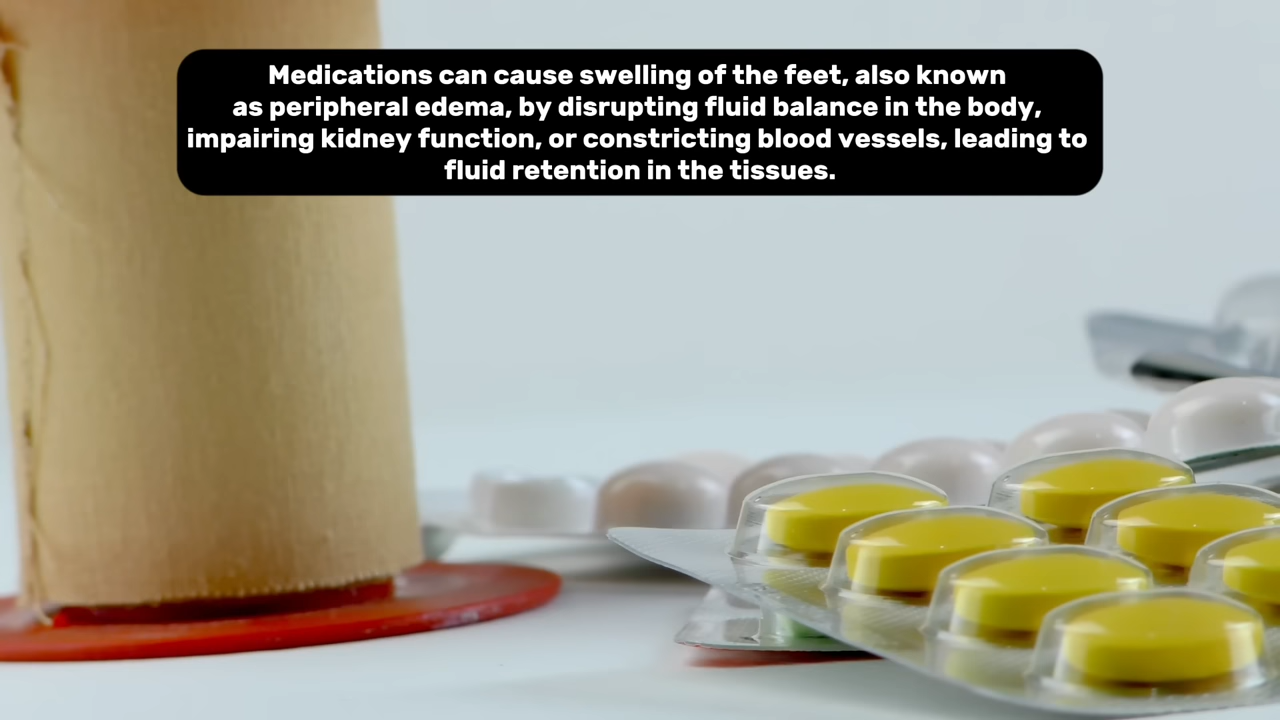 Medications can cause swelling of the feet, also known
as peripheral edema, by disrupting fluid balance in the body,
impairing kidney function, or constricting blood vessels, leading to
fluid retention in the tissues.